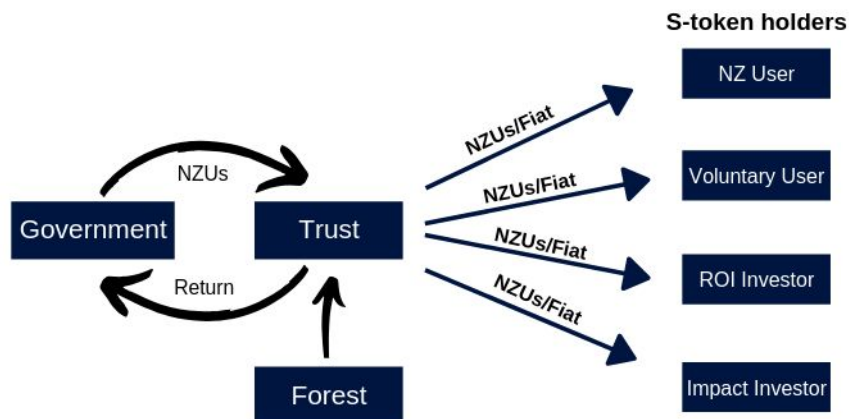 S-token holders
NZ User
NZUs/Fiat
NZUs
NZUs/Fiat
Voluntary User
Government
Trust
NZUs/Fiat
ROI Investor
Return
NZUs/Fiat
Forest
Impact Investor